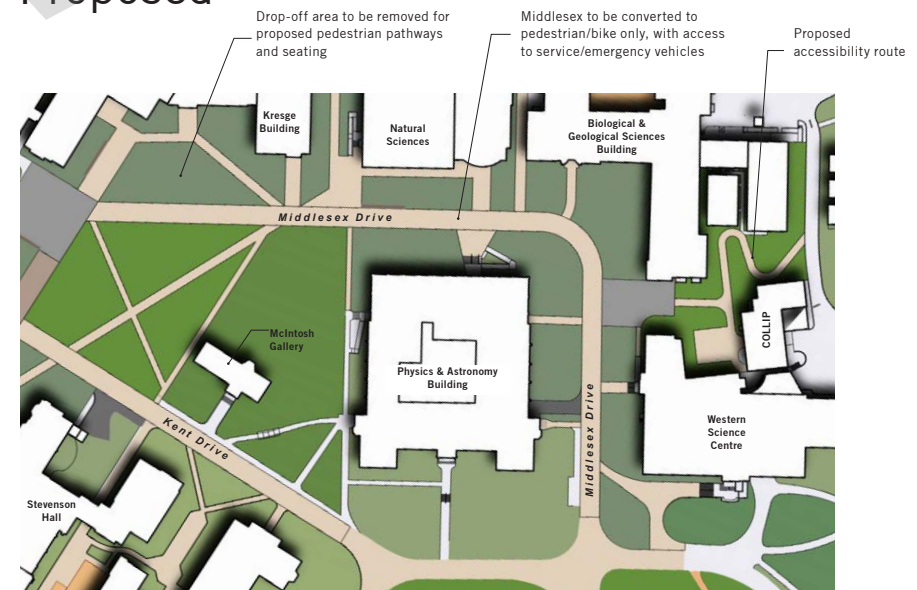 Proposed
Drop-off area to be removed for
proposed pedestrian pathways
and seating
Middlesex to be converted to
pedestrian/bike only, with access
to service/emergency vehicles
Proposed
accessibility route
Kresge
Building
Natural
Sciences
Biological &
Geological Sciences
Building
Middlesex Drive
McIntosh
Gallery
COLLIP
Physics & Astronomy
Building
Middlesex Drive
Kent Drive
Western
Science
Centre
Stevenson
Hall